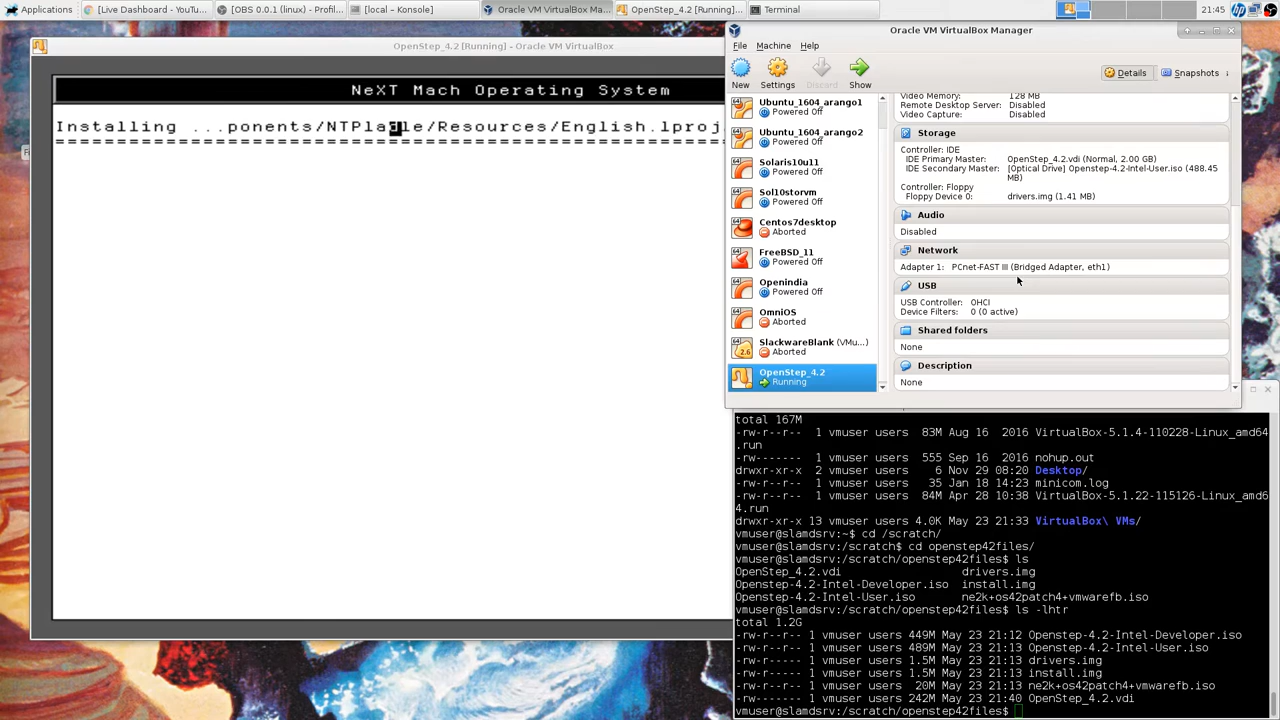 Applications
[Live Dashboard - YouTu...
[OBS 0.0.1 (linux) - Profil...
[local – Konsole]
Oracle VM VirtualBox Ma...
[OpenStep_4.2 [Running] ...
Terminal
21:45
OpenStep_4.2 [Running] - Oracle VM VirtualBox
NeXT Mach Operating System
Installing ...ponents/NTPla le/Resources/English.lproj
==========================================================
Oracle VM VirtualBox Manager
File Machine Help
New Settings Discard Show
Details Snapshots
Ubuntu_1604_arango1
Powered Off
Ubuntu_1604_arango2
Powered Off
Solaris10u11
Powered Off
Sol10storvm
Powered Off
Centos7desktop
Aborted
FreeBSD_11
Powered Off
Openindia
Powered Off
OmniOS
Aborted
SlackwareBlank (VMu...)
Aborted
OpenStep_4.2
Running
Video Memory: 128 MB
Remote Desktop Server: Disabled
Video Capture: Disabled
Storage
Controller: IDE
IDE Primary Master: OpenStep_4.2.vdi (Normal, 2.00 GB)
IDE Secondary Master: [Optical Drive] Openstep-4.2-Intel-User.iso (488.45
MB)
Controller: Floppy
Floppy Device 0: drivers.img (1.41 MB)
Audio
Disabled
Network
Adapter 1: PCnet-FAST III (Bridged Adapter, eth1)
USB
USB Controller: OHCI
Device Filters: 0 (0 active)
Shared folders
None
Description
None
total 167M
-rw-r--r-- 1 vmuser users 83M Aug 16 2016 VirtualBox-5.1.4-110228-Linux_amd64
.run
-rw------- 1 vmuser users 555 Sep 16 2016 nohup.out
drwxr-xr-x 2 vmuser users 6 Nov 29 08:20 Desktop/
-rw-r--r-- 1 vmuser users 35 Jan 18 14:23 minicom.log
-rw-r--r-- 1 vmuser users 84M Apr 28 10:38 VirtualBox-5.1.22-115126-Linux_amd6
4.run
drwxr-xr-x 13 vmuser users 4.0K May 23 21:33 VirtualBox\ VMs/
vmuser@slamdsrv:~$ cd /scratch/
vmuser@slamdsrv:/scratch$ cd openstep42files/
vmuser@slamdsrv:/scratch/openstep42files$ ls
OpenStep_4.2.vdi drivers.img
Openstep-4.2-Intel-Developer.iso install.img
Openstep-4.2-Intel-User.iso ne2k+os42patch4+vmwarefb.iso
vmuser@slamdsrv:/scratch/openstep42files$ ls -lhtr
total 1.2G
-rw-r--r-- 1 vmuser users 449M May 23 21:12 Openstep-4.2-Intel-Developer.iso
-rw-r--r-- 1 vmuser users 489M May 23 21:13 Openstep-4.2-Intel-User.iso
-rw-r----- 1 vmuser users 1.5M May 23 21:13 drivers.img
-rw-r----- 1 vmuser users 1.5M May 23 21:13 install.img
-rw-r--r-- 1 vmuser users 20M May 23 21:13 ne2k+os42patch4+vmwarefb.iso
-rw------- 1 vmuser users 242M May 23 21:40 OpenStep_4.2.vdi
vmuser@slamdsrv:/scratch/openstep42files$